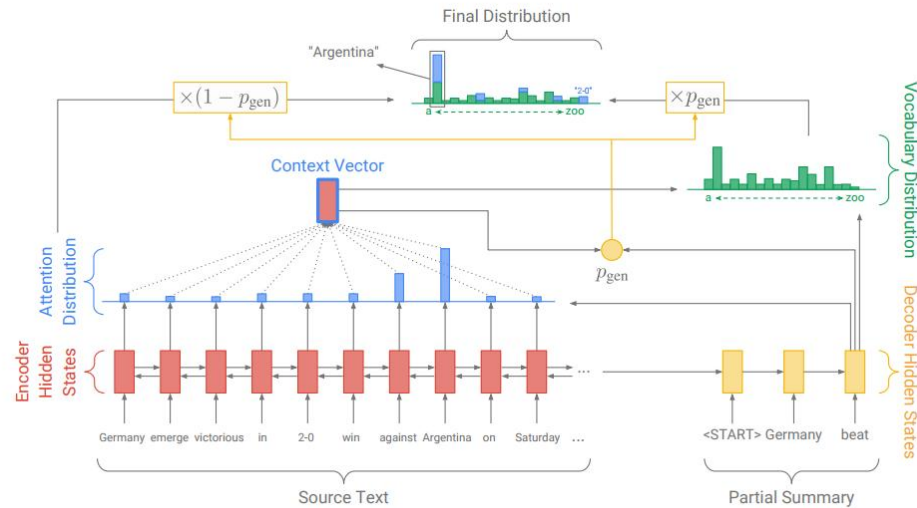 Final Distribution
"Argentina"
×(1 − p_gen)
"2-0"
×p_gen
a
zoo
Context Vector
Vocabulary Distribution
a
zoo
Attention
Distribution
p_gen
Encoder
Hidden
States
...
Decoder Hidden States
Germany emerge victorious in 2-0 win against Argentina on Saturday ...
<START> Germany beat
Source Text
Partial Summary